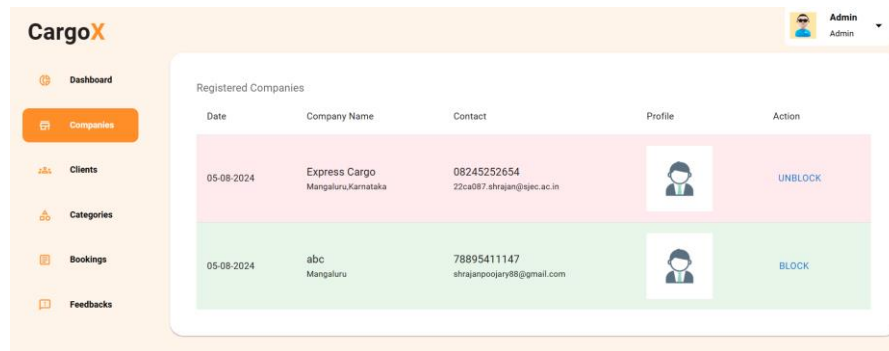 CargoX
Admin
Admin
Dashboard
Companies
Clients
Categories
Bookings
Feedbacks
Registered Companies
Date Company Name Contact Profile Action
05-08-2024 Express Cargo 08245252654 UNBLOCK
Mangaluru,Karnataka 22ca087.shrajan@sjec.ac.in
05-08-2024 abc 78895411147 BLOCK
Mangaluru shrajanpoojary88@gmail.com